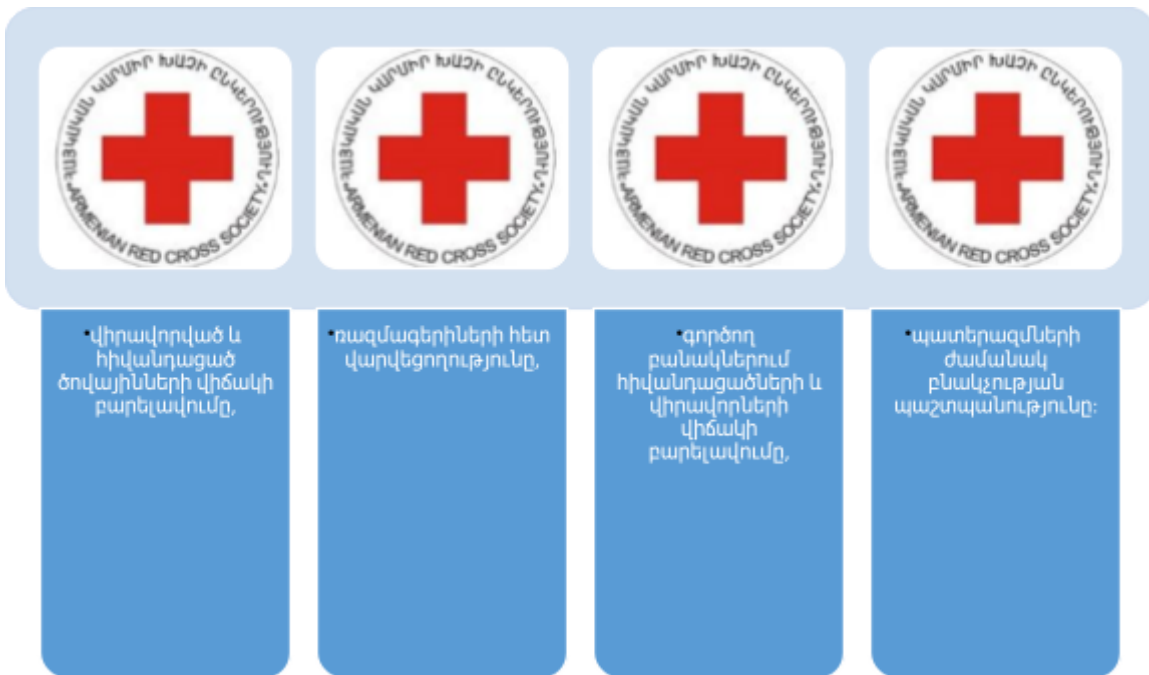 ՀԱՅԿԱԿԱՆ ԿԱՐՄԻՐ ԽԱՉԻ ԸՆԿԵՐՈՒԹՅՈՒՆ
ARMENIAN RED CROSS SOCIETY
ՀԱՅԿԱԿԱՆ ԿԱՐՄԻՐ ԽԱՉԻ ԸՆԿԵՐՈՒԹՅՈՒՆ
ARMENIAN RED CROSS SOCIETY
ՀԱՅԿԱԿԱՆ ԿԱՐՄԻՐ ԽԱՉԻ ԸՆԿԵՐՈՒԹՅՈՒՆ
ARMENIAN RED CROSS SOCIETY
ՀԱՅԿԱԿԱՆ ԿԱՐՄԻՐ ԽԱՉԻ ԸՆԿԵՐՈՒԹՅՈՒՆ
ARMENIAN RED CROSS SOCIETY
•վիրավորված և
հիվանդացած
ծովայինների վիճակի
բարելավումը,
•ռազմագերիների հետ
վարվեցողությունը,
•գործող
բանակներում
հիվանդացածների և
վիրավորների
վիճակի
բարելավումը,
•պատերազմների
ժամանակ
բնակչության
պաշտպանությունը: